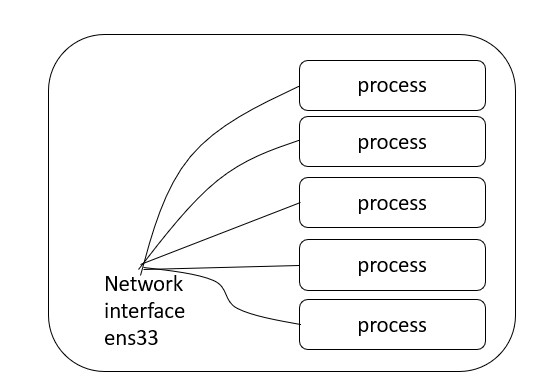 process
process
process
process
Network
interface
ens33
process